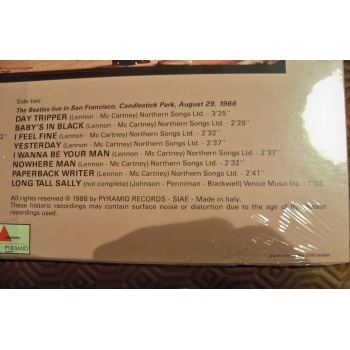 Side two
The Beatles live in San Francisco, Candlestick Park, August 29, 1966
DAY TRIPPER (Lennon - Mc Cartney) Northern Songs Ltd. - 3'25''
BABY'S IN BLACK (Lennon - Mc Cartney) Northern Songs Ltd. - 2'29''
I FEEL FINE (Lennon - Mc Cartney) Northern Songs Ltd. - 2'32''
YESTERDAY (Lennon - Mc Cartney) Northern Songs Ltd. - 2'37''
I WANNA BE YOUR MAN (Lennon - Mc Cartney) Northern Songs Ltd. - 2'32''
NOWHERE MAN (Lennon - Mc Cartney) Northern Songs Ltd. - 2'37''
PAPERBACK WRITER (Lennon - Mc Cartney) Northern Songs Ltd. - 2'41''
LONG TALL SALLY (not complete) (Johnson - Penniman - Blackwell) Venice Music Inc. - 1'03''
All rights reserved © 1988 by PYRAMID RECORDS - SIAE - Made in Italy.
These historic recordings may contain surface noise or distortion due to the age of the master
recordings used.
PYRAMID